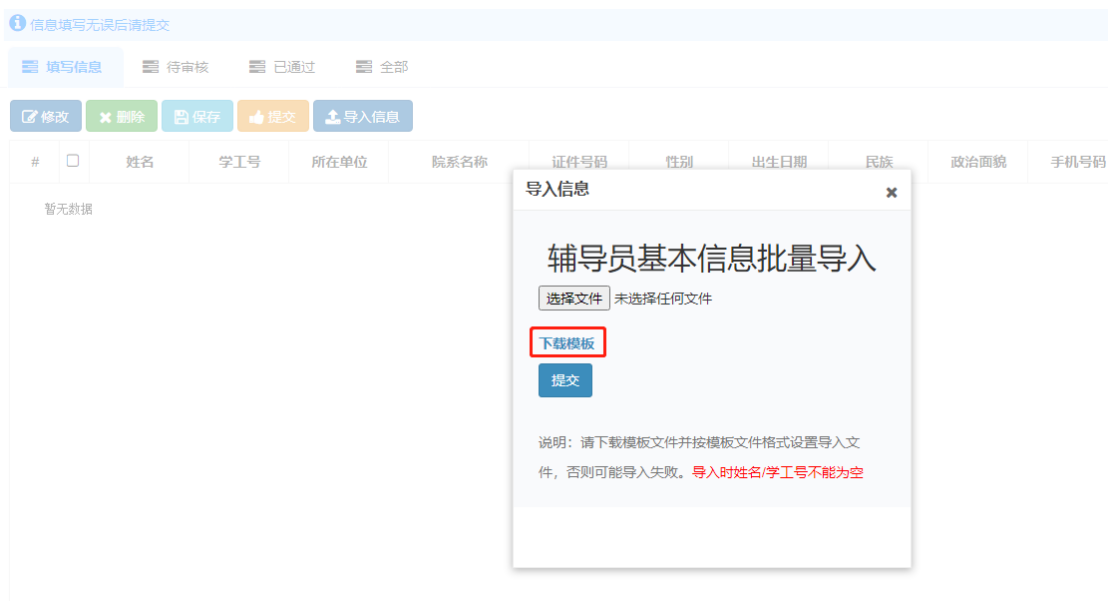 信息填写无误后请提交
填写信息 待审核 已通过 全部
修改 删除 保存 提交 导入信息
# 姓名 学工号 所在单位 院系名称 证件号码 性别 出生日期 民族 政治面貌 手机号码
暂无数据
导入信息
辅导员基本信息批量导入
选择文件 未选择任何文件
下载模板
提交
说明：请下载模板文件并按模板文件格式设置导入文
件，否则可能导入失败。导入时姓名/学工号不能为空